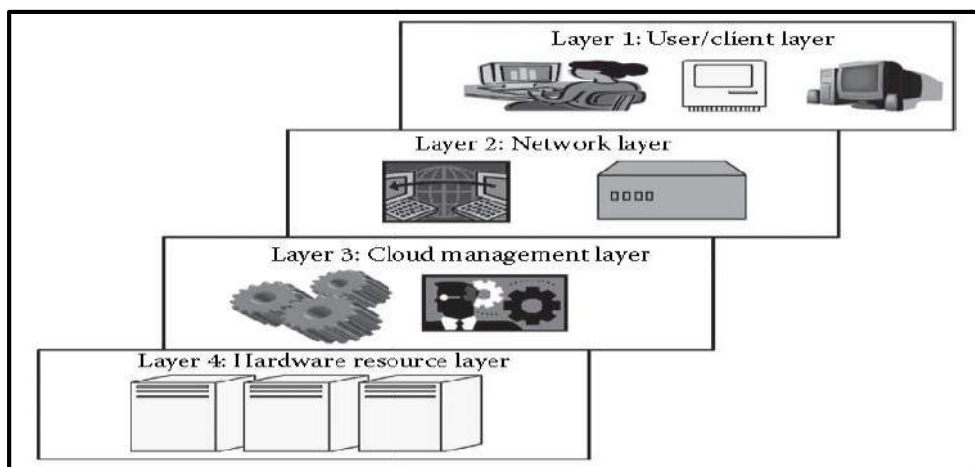 Layer 1: User/client layer
Layer 2: Network layer
Layer 3: Cloud management layer
Layer 4: Hardware resource layer